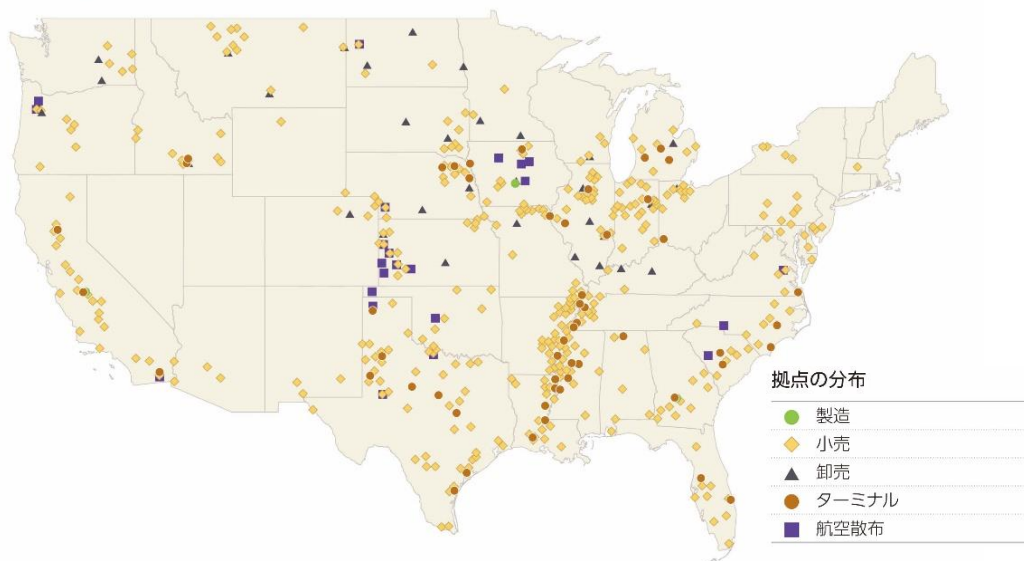 拠点の分布
製造
小売
卸売
ターミナル
航空散布